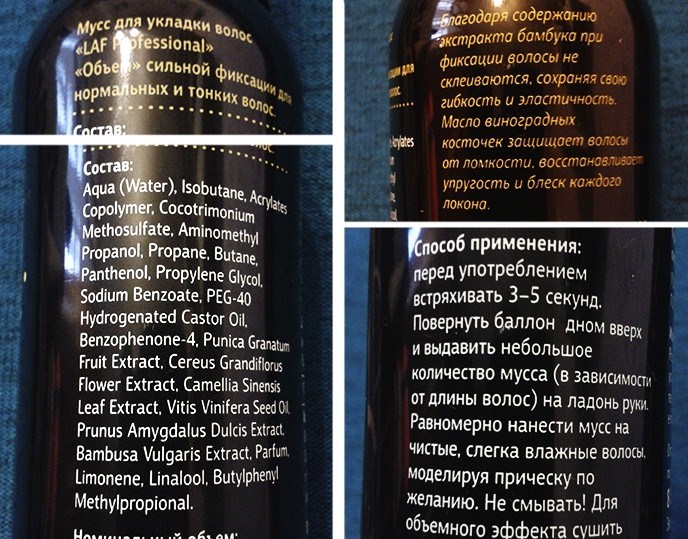 Мусс для укладки волос
«LAF Professional»
«Объем» сильной фиксации для
нормальных и тонких волос.
Состав:
Состав:
Aqua (Water), Isobutane, Acrylates
Copolymer, Cocotrimonium
Methosulfate, Aminomethyl
Propanol, Propane, Butane,
Panthenol, Propylene Glycol,
Sodium Benzoate, PEG-40
Hydrogenated Castor Oil,
Benzophenone-4, Punica Granatum
Fruit Extract, Cereus Grandiflorus
Flower Extract, Camellia Sinensis
Leaf Extract, Vitis Vinifera Seed Oil,
Prunus Amygdalus Dulcis Extract,
Bambusa Vulgaris Extract, Parfum,
Limonene, Linalool, Butylphenyl
Methylpropional.
Номинальный объем:
Благодаря содержанию
экстракта бамбука при
фиксации волосы не
склеиваются, сохраняя свою
гибкость и эластичность.
Масло виноградных
косточек защищает волосы
от ломкости, восстанавливает
упругость и блеск каждого
локона.
Способ применения:
перед употреблением
встряхивать 3–5 секунд.
Повернуть баллон дном вверх
и выдавить небольшое
количество мусса (в зависимости
от длины волос) на ладонь руки.
Равномерно нанести мусс на
чистые, слегка влажные волосы,
моделируя прическу по
желанию. Не смывать! Для
объемного эффекта сушить